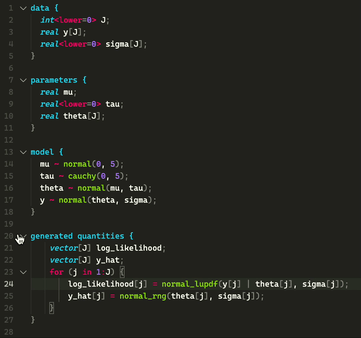 1 data {
2 int<lower=0> J;
3 real y[J];
4 real<lower=0> sigma[J];
5 }
6
7 parameters {
8 real mu;
9 real<lower=0> tau;
10 real theta[J];
11 }
12
13 model {
14 mu ~ normal(0, 5);
15 tau ~ cauchy(0, 5);
16 theta ~ normal(mu, tau);
17 y ~ normal(theta, sigma);
18 }
19
20 generated quantities {
21 vector[J] log_likelihood;
22 vector[J] y_hat;
23 for (j in 1:J) {
24 log_likelihood[j] = normal_lupdf(y[j] | theta[j], sigma[j]);
25 y_hat[j] = normal_rng(theta[j], sigma[j]);
26 }
27 }
28